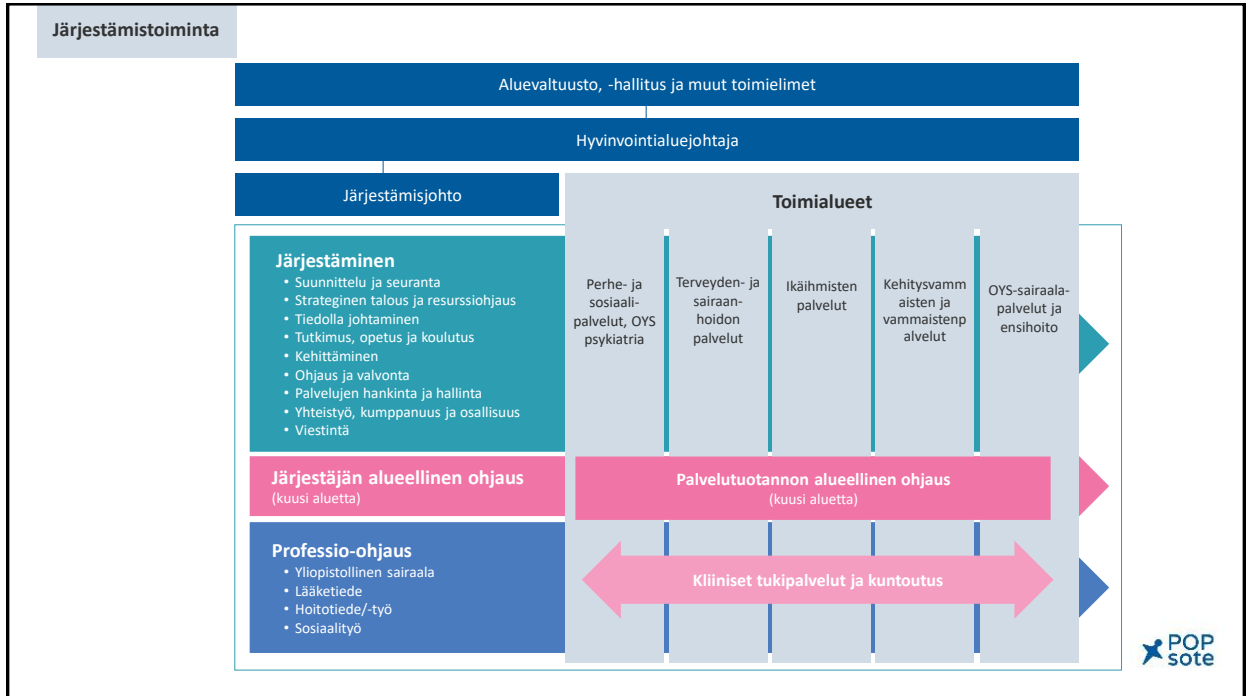 Järjestämistoiminta
Aluevaltuusto, -hallitus ja muut toimielimet
Hyvinvointialuejohtaja
Järjestämisjohto
Toimialueet
Järjestäminen
• Suunnittelu ja seuranta
• Strateginen talous ja resurssiohjaus
• Tiedolla johtaminen
• Tutkimus, opetus ja koulutus
• Kehittäminen
• Ohjaus ja valvonta
• Palvelujen hankinta ja hallinta
• Yhteistyö, kumppanuus ja osallisuus
• Viestintä
Perhe- ja
sosiaali-
palvelut, OYS
psykiatria
Terveyden- ja
sairaan-
hoidon
palvelut
Ikäihmisten
palvelut
Kehitysvamm
aisten ja
vammaistenp
alvelut
OYS-sairaala-
palvelut ja
ensihoito
Järjestäjän alueellinen ohjaus
(kuusi aluetta)
Palvelutuotannon alueellinen ohjaus
(kuusi aluetta)
Professio-ohjaus
• Yliopistollinen sairaala
• Lääketiede
• Hoitotiede/-työ
• Sosiaalityö
Kliiniset tukipalvelut ja kuntoutus
POP
sote